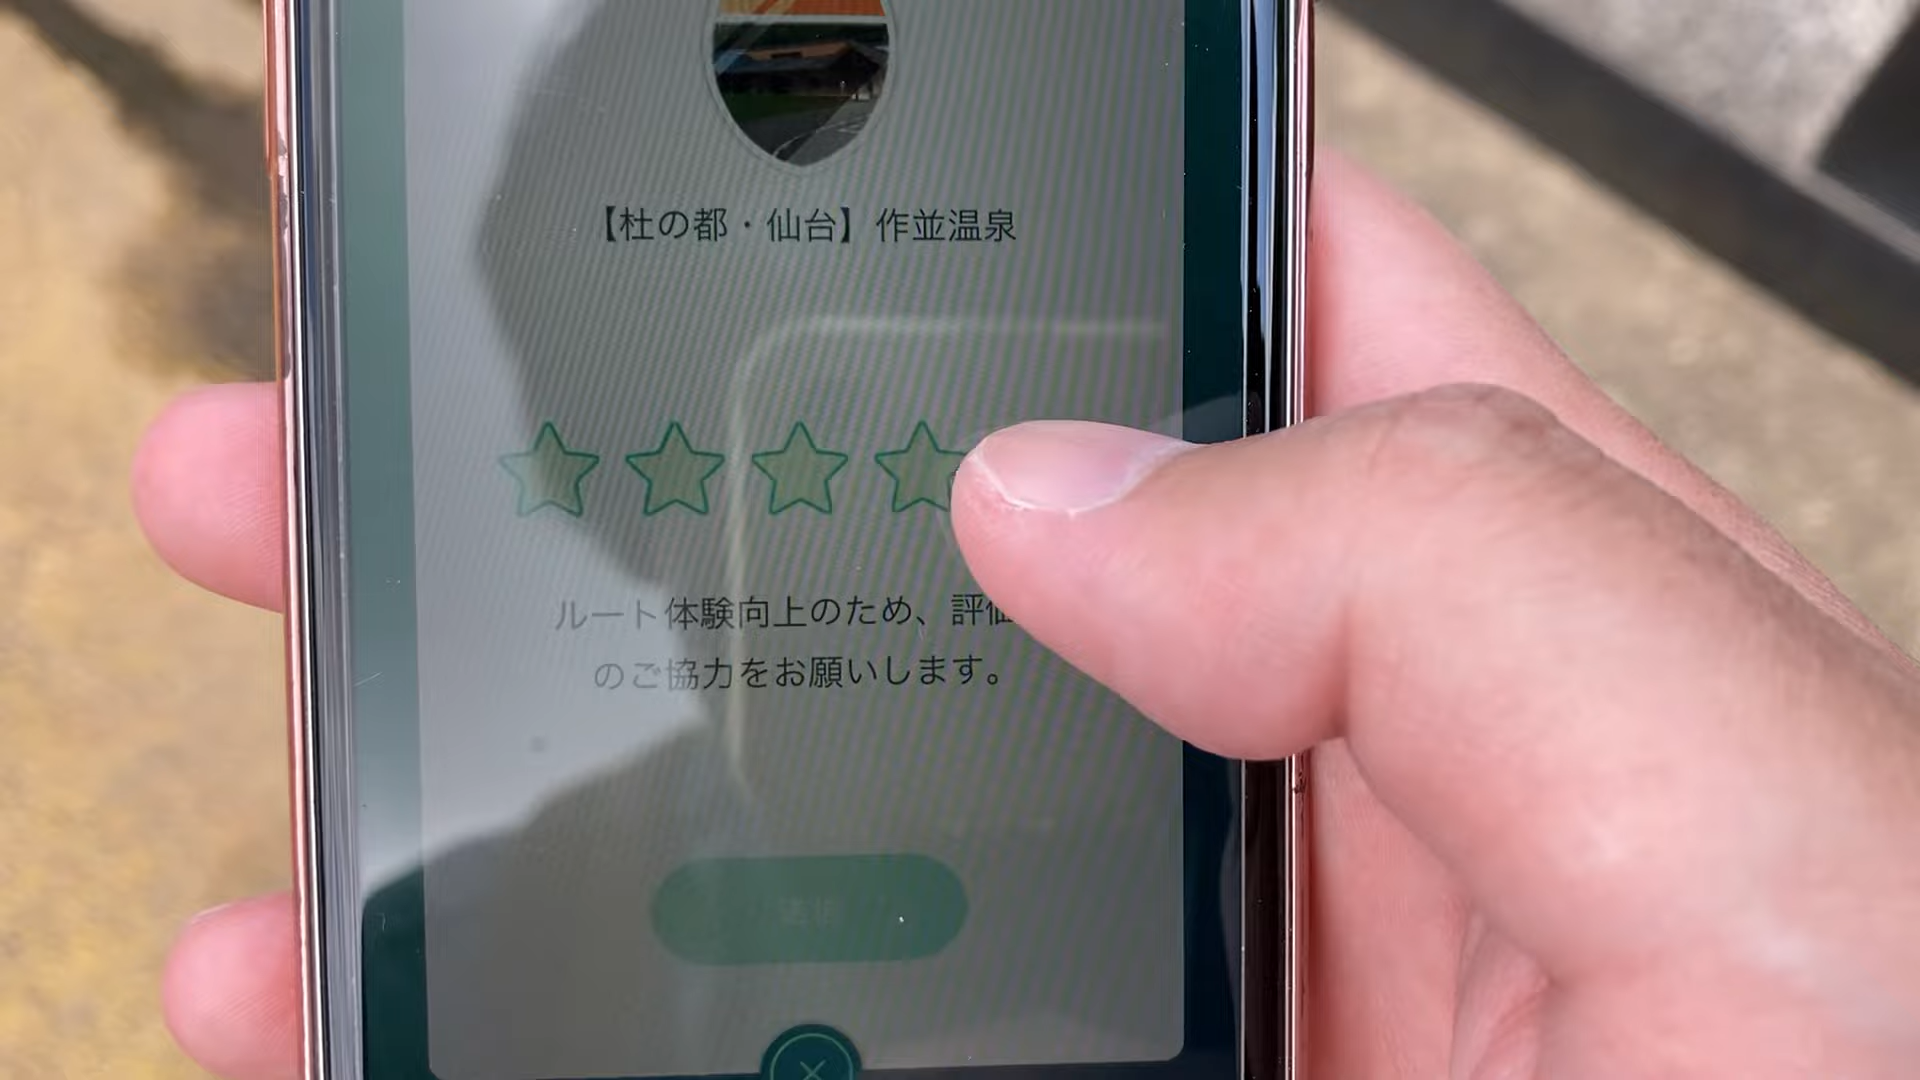 【杜の都・仙台】作並温泉
ルート体験向上のため、評価
のご協力をお願いします。